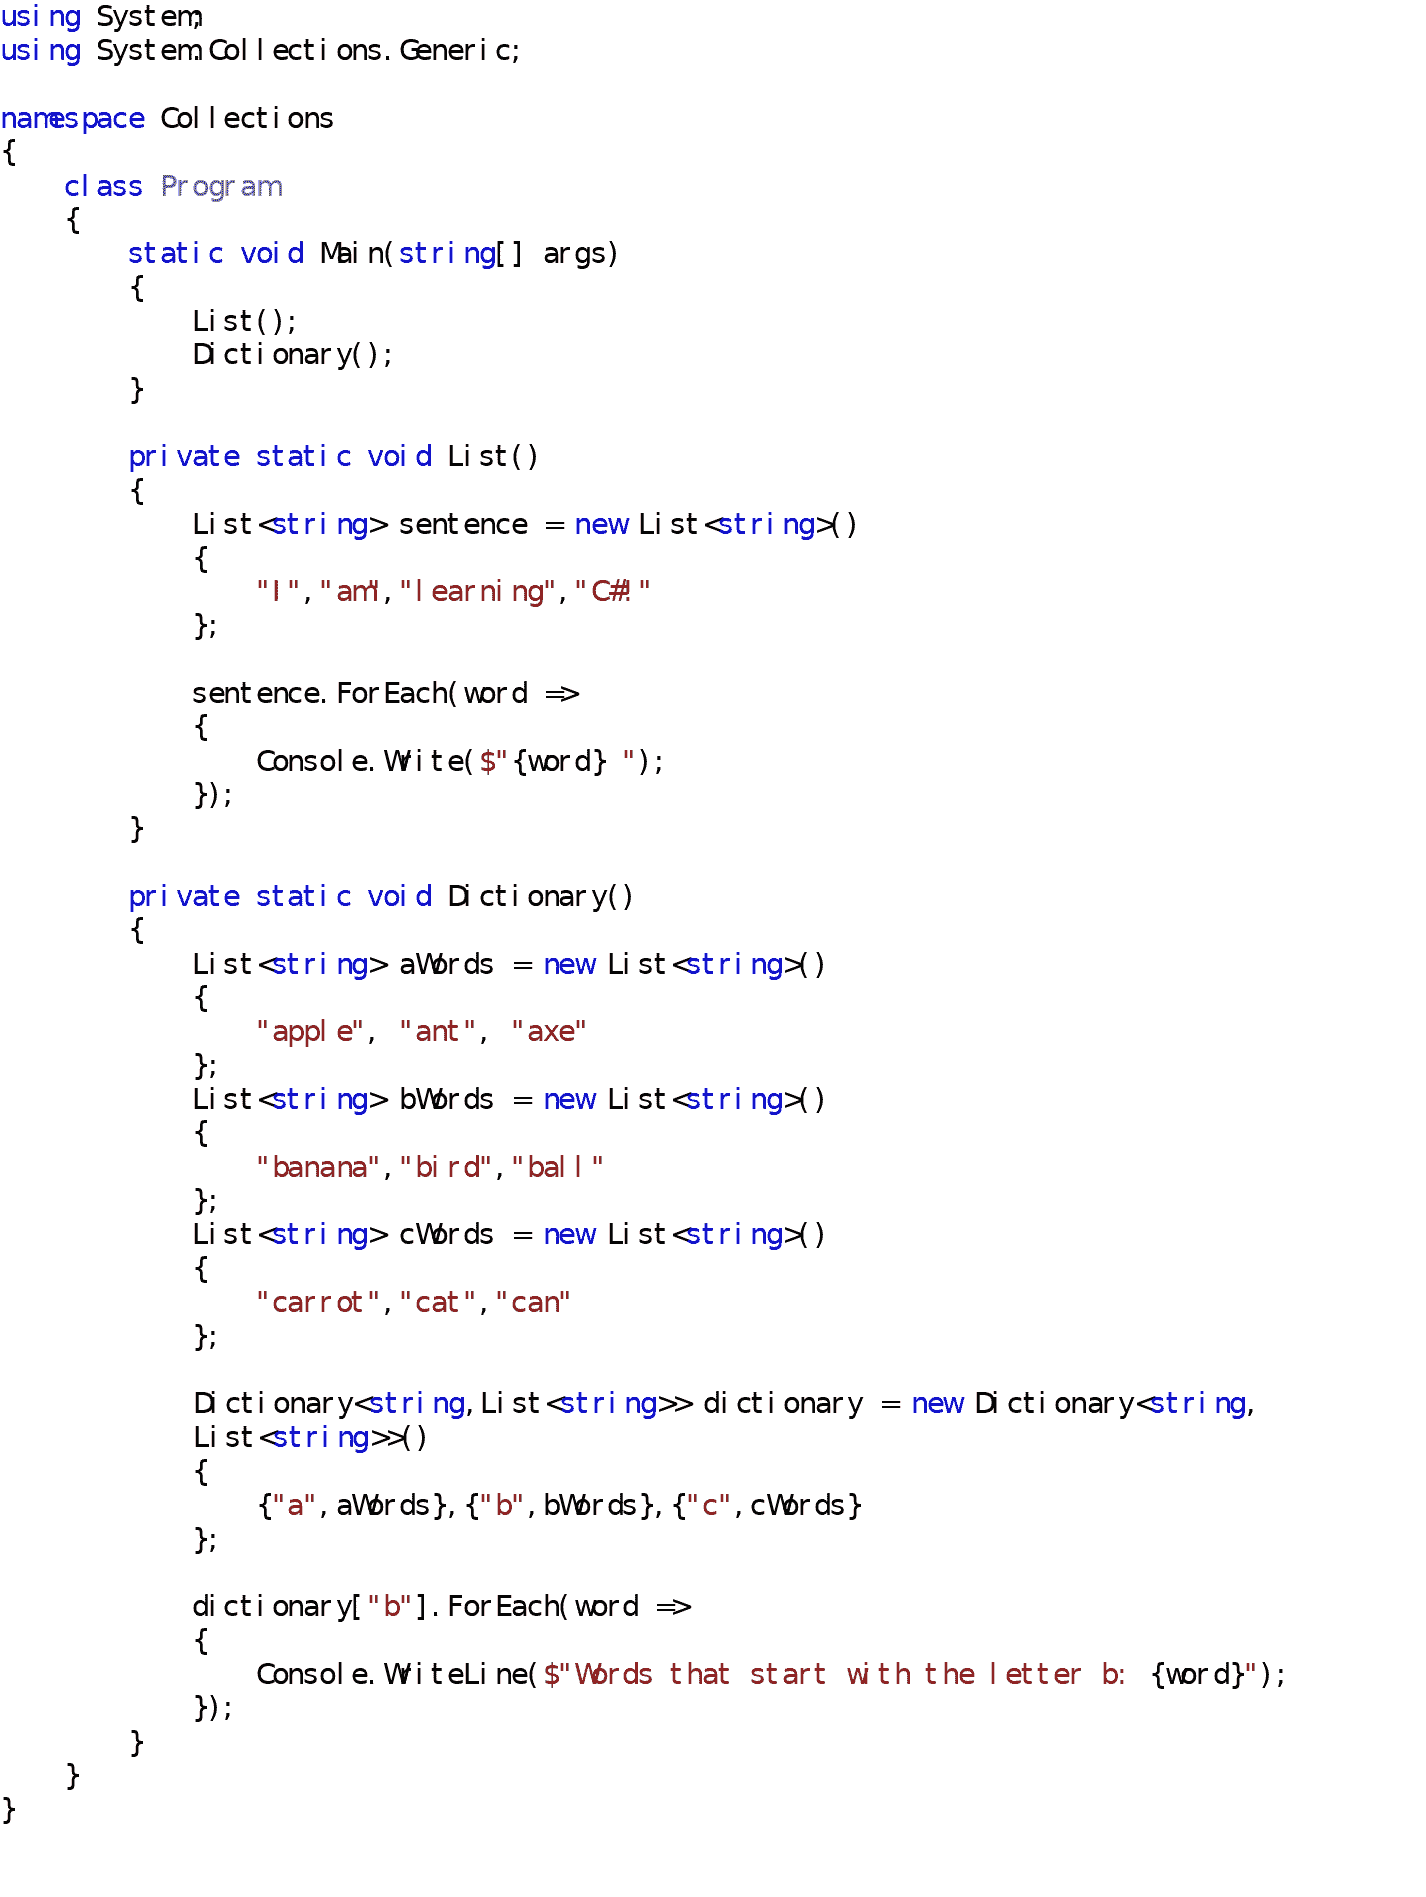 using System;
using System.Collections.Generic;

namespace Collections
{
    class Program
    {
        static void Main(string[] args)
        {
            List();
            Dictionary();
        }

        private static void List()
        {
            List<string> sentence = new List<string>()
            {
                "I","am","learning","C#!"
            };

            sentence.ForEach(word =>
            {
                Console.Write($"{word} ");
            });
        }

        private static void Dictionary()
        {
            List<string> aWords = new List<string>()
            {
                "apple", "ant", "axe"
            };
            List<string> bWords = new List<string>()
            {
                "banana","bird","ball"
            };
            List<string> cWords = new List<string>()
            {
                "carrot","cat","can"
            };

            Dictionary<string,List<string>> dictionary = new Dictionary<string,
            List<string>>()
            {
                {"a",aWords},{"b",bWords},{"c",cWords}
            };

            dictionary["b"].ForEach(word =>
            {
                Console.WriteLine($"Words that start with the letter b: {word}");
            });
        }
    }
}